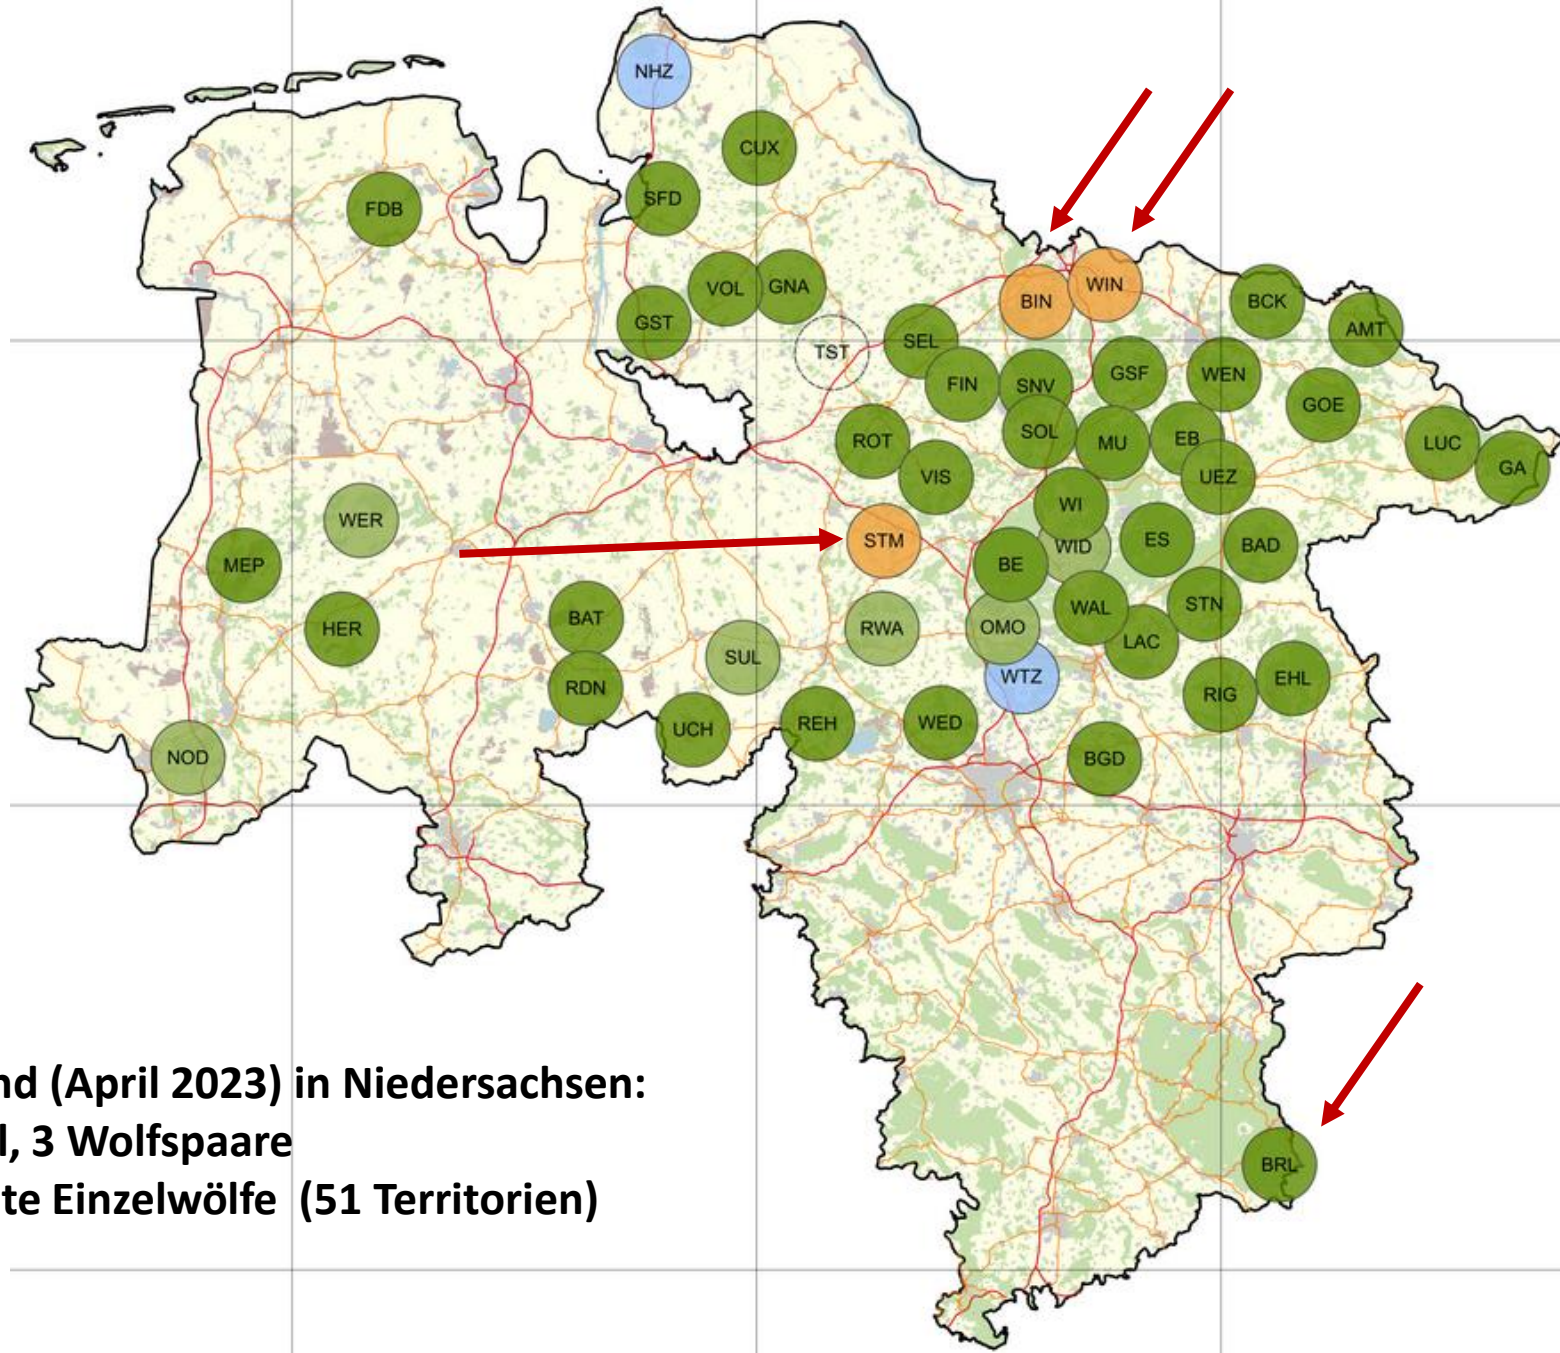 NHZ
CUX
SFD
FDB
VOL
GNA
GST
TST
BIN
WIN
BCK
AMT
SEL
FIN
SNV
GSF
WEN
GOE
ROT
SOL
MU
EB
LUC
GA
VIS
UEZ
WER
WI
STM
WID
ES
BAD
MEP
BE
HER
BAT
RWA
OMO
WAL
STN
SUL
LAC
RDN
WTZ
RIG
EHL
UCH
REH
WED
NOD
BGD
nd (April 2023) in Niedersachsen:
l, 3 Wolfspaare
te Einzelwölfe (51 Territorien)
BRL